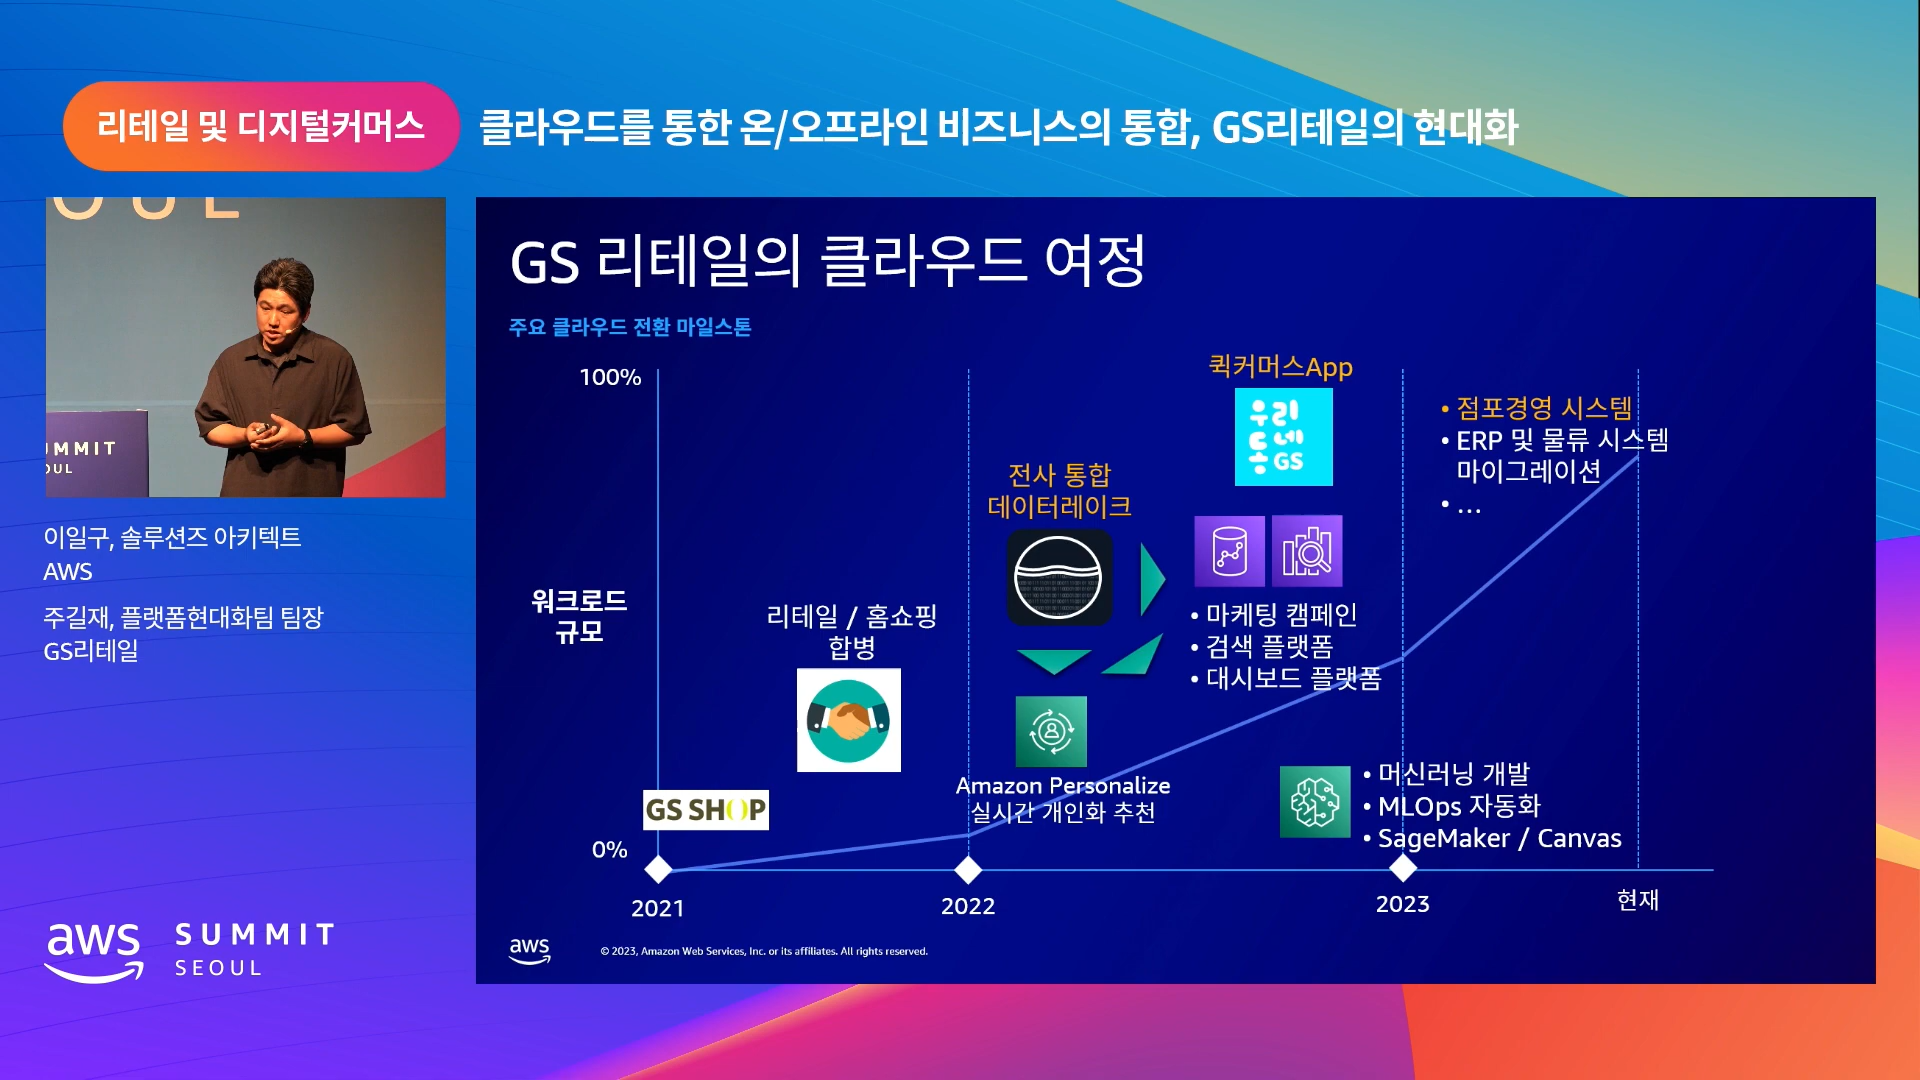 리테일 및 디지털커머스
클라우드를 통한 온/오프라인 비즈니스의 통합, GS리테일의 현대화
OUL
UMMIT
OUL
이일구, 솔루션즈 아키텍트
AWS
주길재, 플랫폼현대화팀 팀장
GS리테일
aws
SUMMIT
SEOUL
GS 리테일의 클라우드 여정
주요 클라우드 전환 마일스톤
100%
워크로드
규모
0%
GS SHOP
리테일 / 홈쇼핑
합병
전사 통합
데이터레이크
Amazon Personalize
실시간 개인화 추천
퀵커머스App
우리
동네
GS
• 마케팅 캠페인
• 검색 플랫폼
• 대시보드 플랫폼
• 점포경영 시스템
• ERP 및 물류 시스템
마이그레이션
• ...
• 머신러닝 개발
• MLOps 자동화
• SageMaker / Canvas
2021
2022
2023
현재
aws
© 2023, Amazon Web Services, Inc. or its affiliates. All rights reserved.